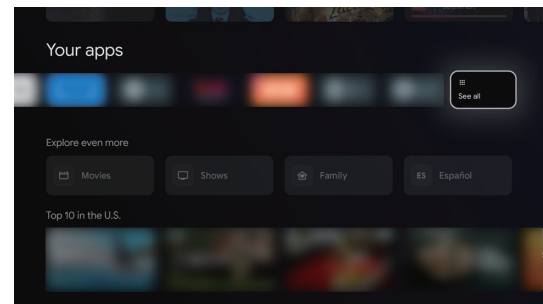 Your apps
See all
Explore even more
Movies
Shows
Family
ES Español
Top 10 in the U.S.